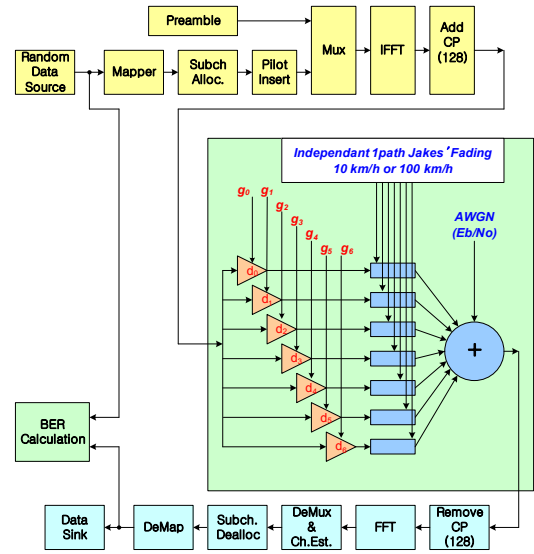 Preamble
Random
Data
Source
Mapper
Subch
Alloc.
Pilot
Insert
Mux
IFFT
Add
CP
(128)
Independant 1path Jakes' Fading
10 km/h or 100 km/h
g0
g1
g2
g3
g4
g5
g6
AWGN
(Eb/No)
d0
d1
d2
d3
d4
d5
d6
+
BER
Calculation
Data
Sink
DeMap
Subch.
Dealloc
DeMux
&
Ch.Est.
FFT
Remove
CP
(128)